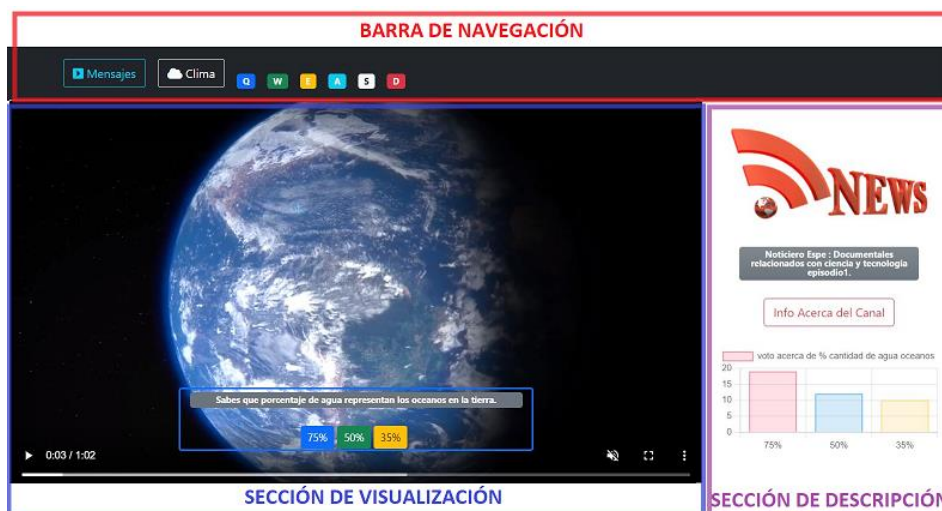 BARRA DE NAVEGACIÓN
Mensajes Clima Q W E A S D
NEWS
Noticiero Espe : Documentales
relacionados con ciencia y tecnología
episodio1.
Info Acerca del Canal
voto acerca de % cantidad de agua oceanos
20
15
10
5
0
75% 50% 35%
Sabes que porcentaje de agua representan los oceanos en la tierra.
75% 50% 35%
0:03 / 1:02
SECCIÓN DE VISUALIZACIÓN
SECCIÓN DE DESCRIPCIÓN